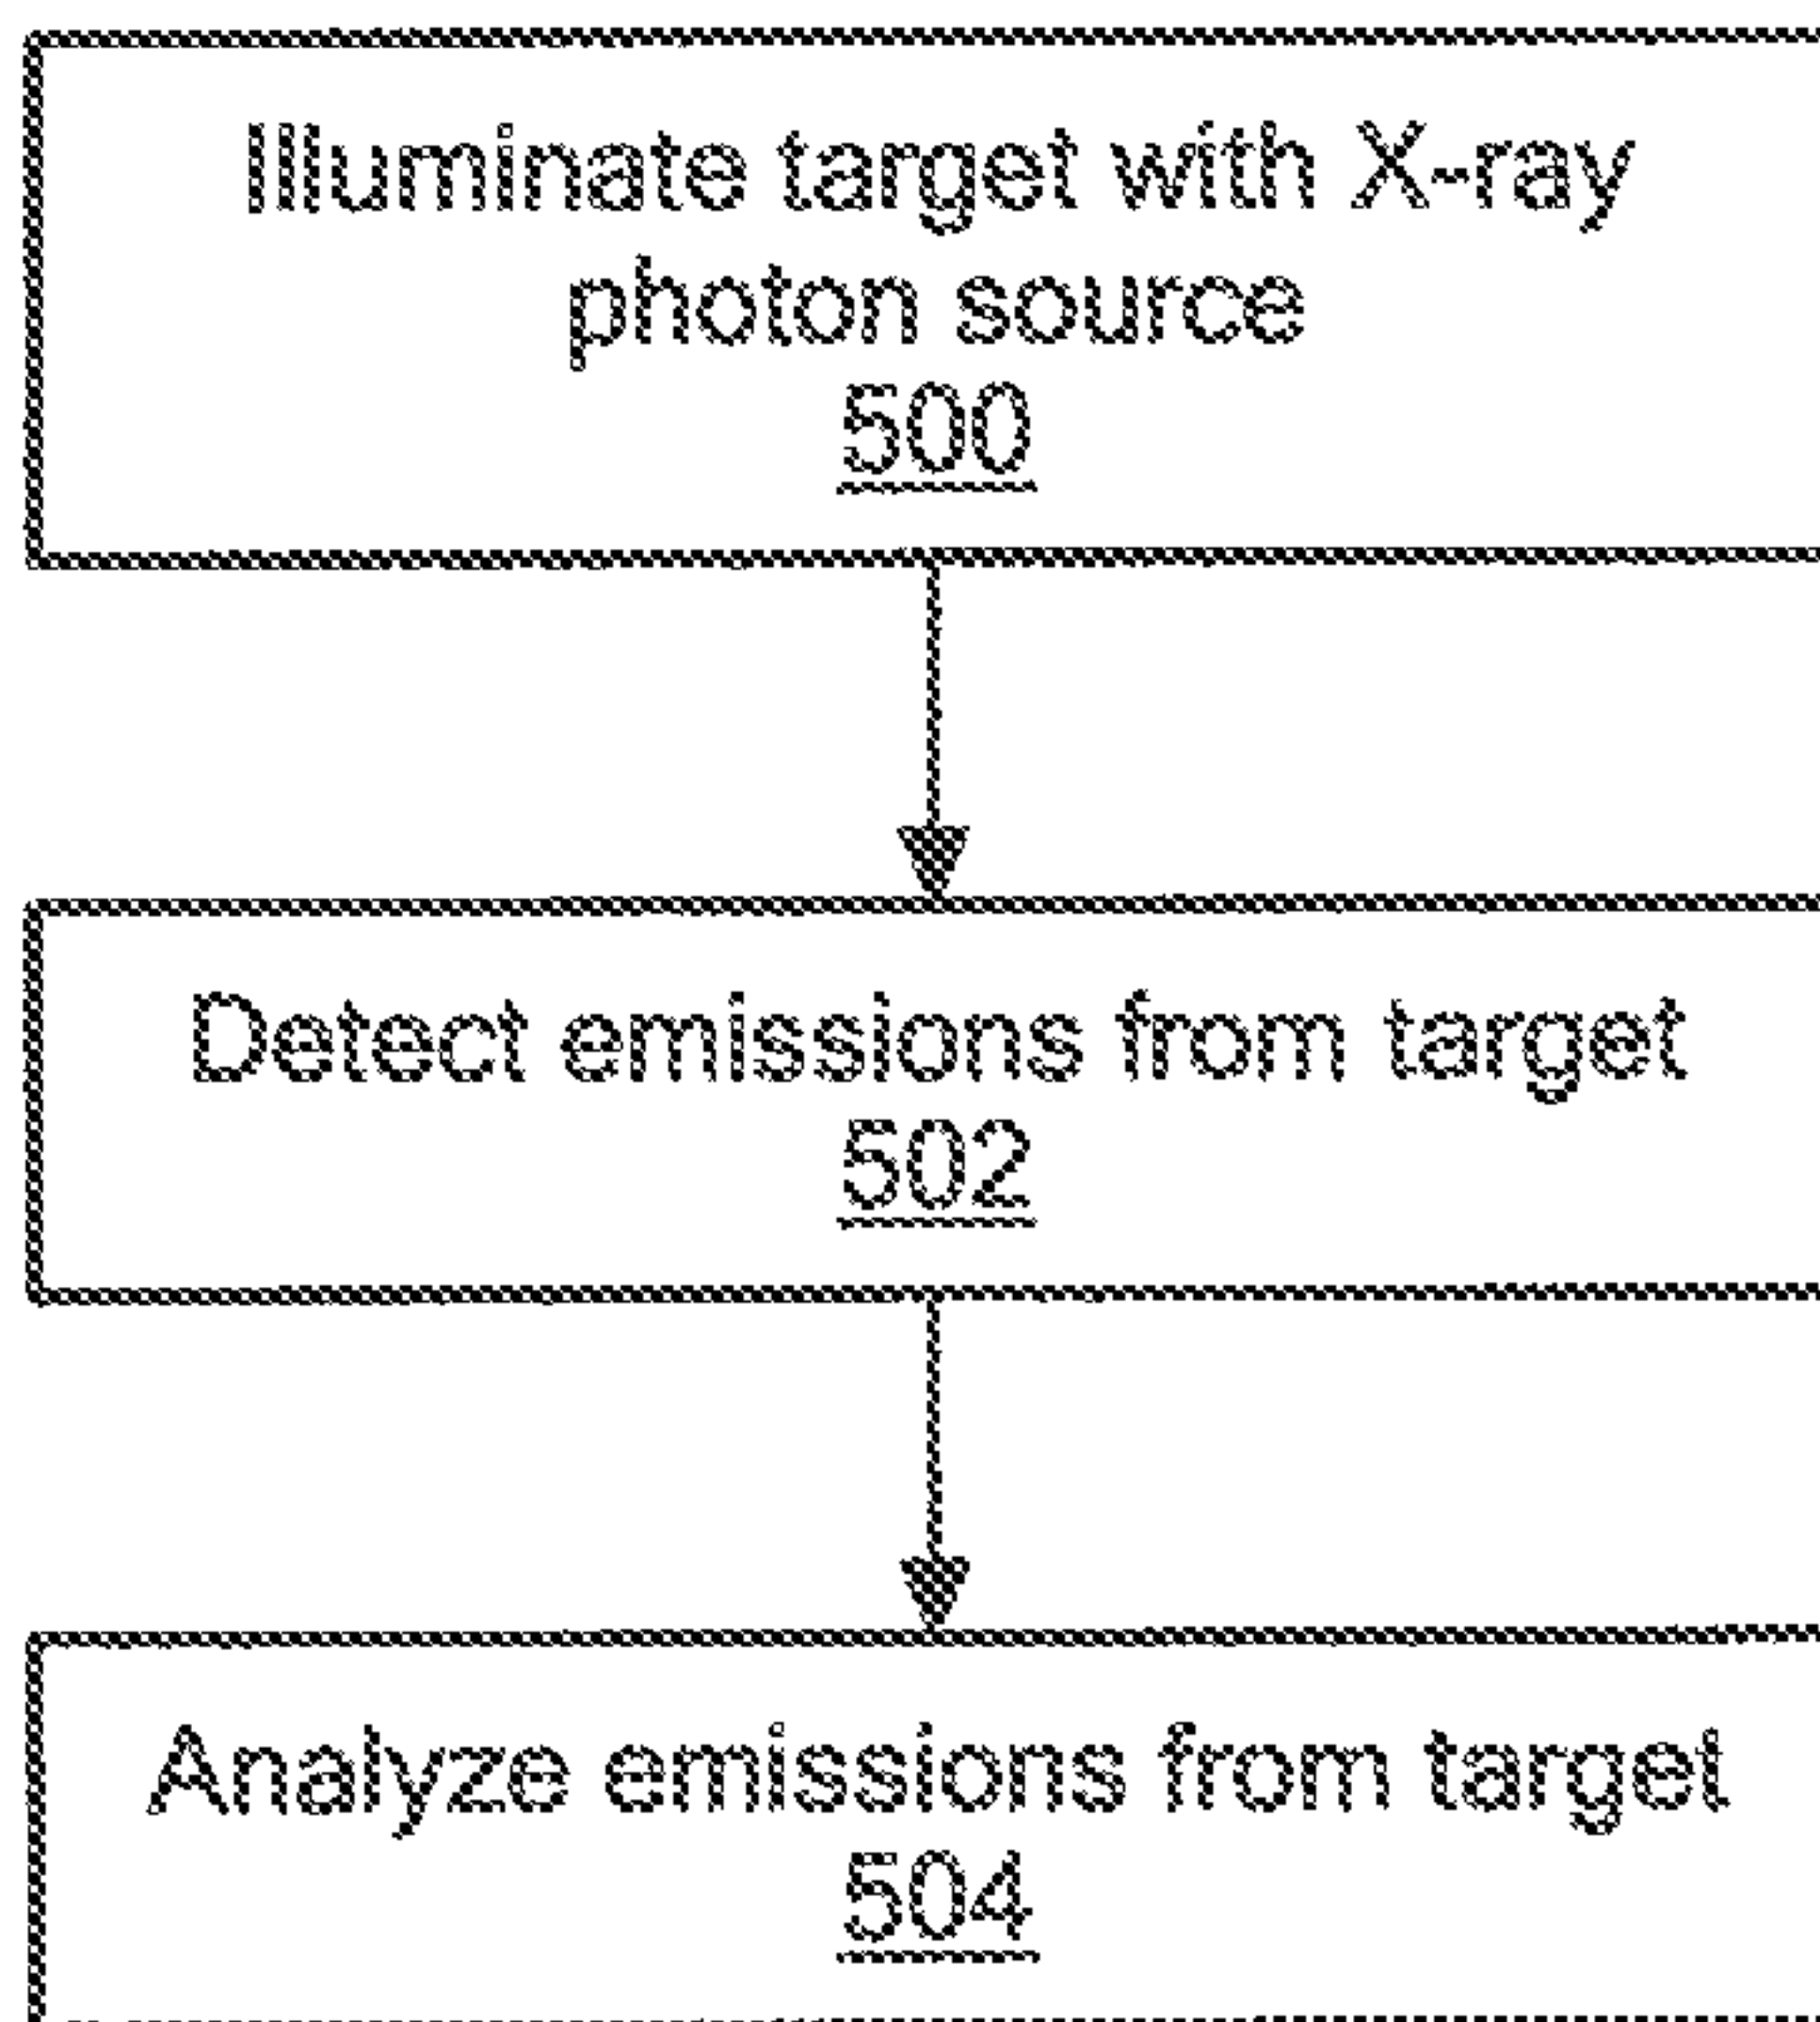 Illuminate target with X-ray
photon source
500
Detect emissions from target
502
Analyze emissions from target
504